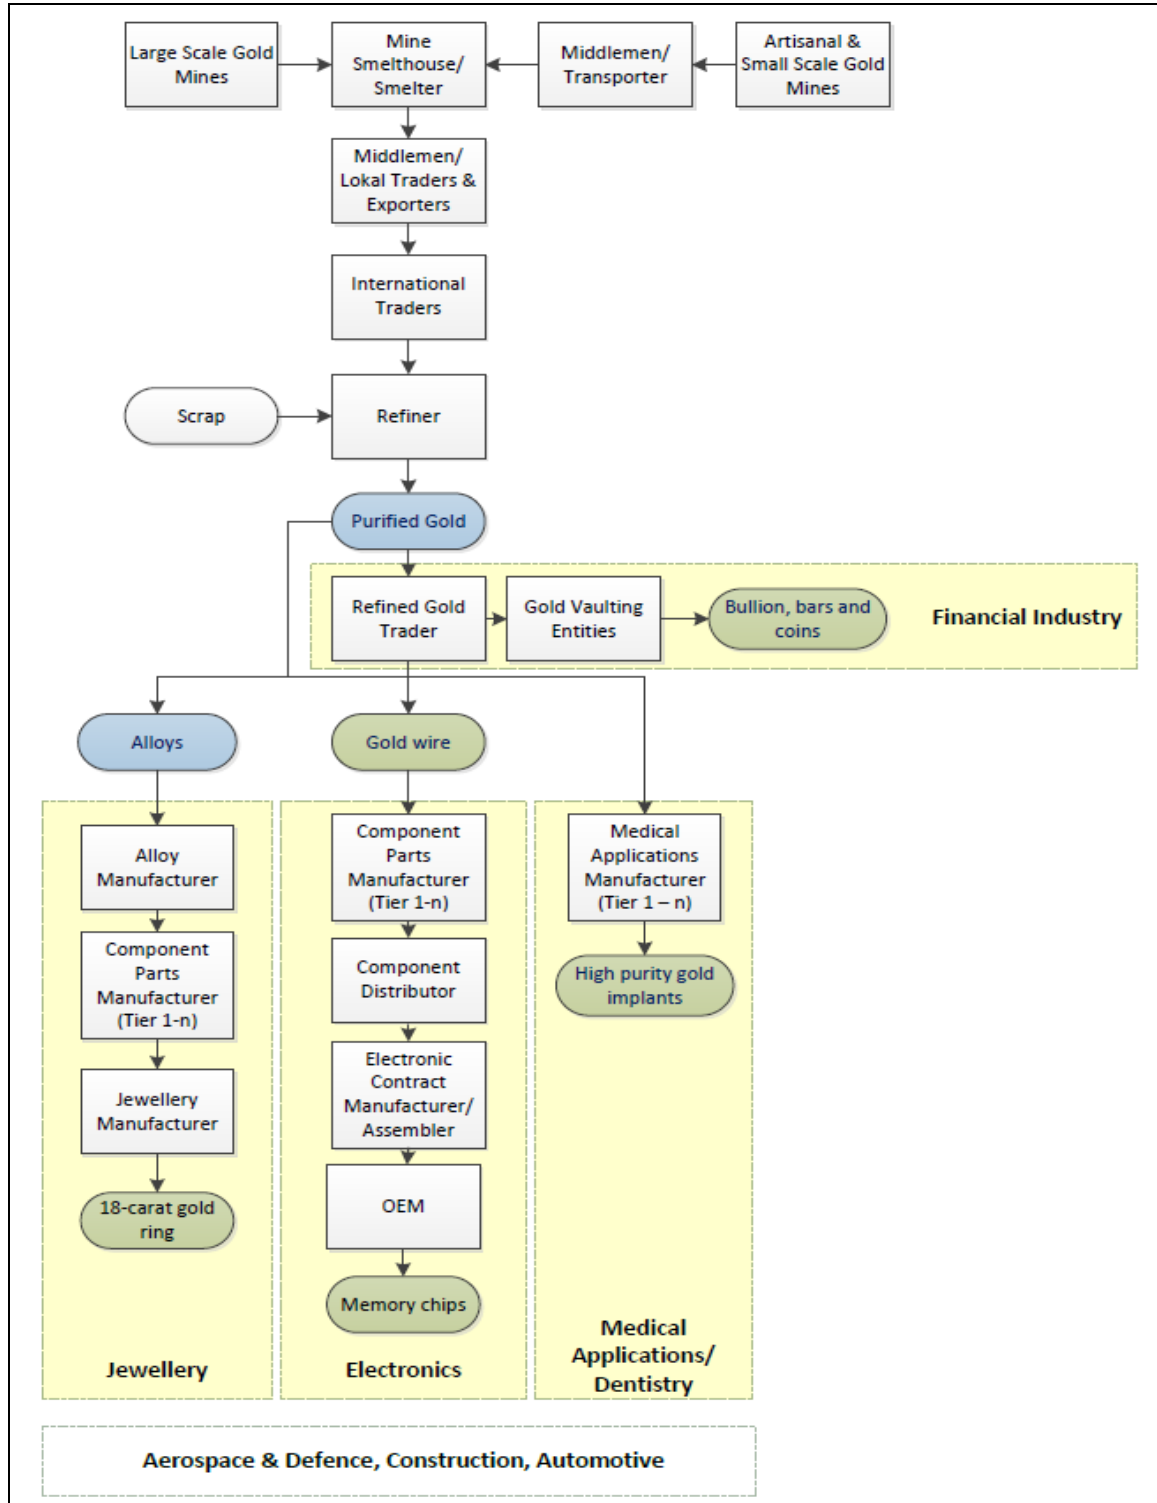 Large Scale Gold
Mines
Mine
Smelthouse/
Smelter
Middlemen/
Transporter
Artisanal &
Small Scale Gold
Mines
Middlemen/
Lokal Traders &
Exporters
International
Traders
Scrap
Refiner
Purified Gold
Refined Gold
Trader
Gold Vaulting
Entities
Bullion, bars and
coins
Financial Industry
Alloys
Gold wire
Alloy
Manufacturer
Component
Parts
Manufacturer
(Tier 1-n)
Jewellery
Manufacturer
18-carat gold
ring
Jewellery
Component
Parts
Manufacturer
(Tier 1-n)
Component
Distributor
Electronic
Contract
Manufacturer/
Assembler
OEM
Memory chips
Electronics
Medical
Applications
Manufacturer
(Tier 1 – n)
High purity gold
implants
Medical
Applications/
Dentistry
Aerospace & Defence, Construction, Automotive